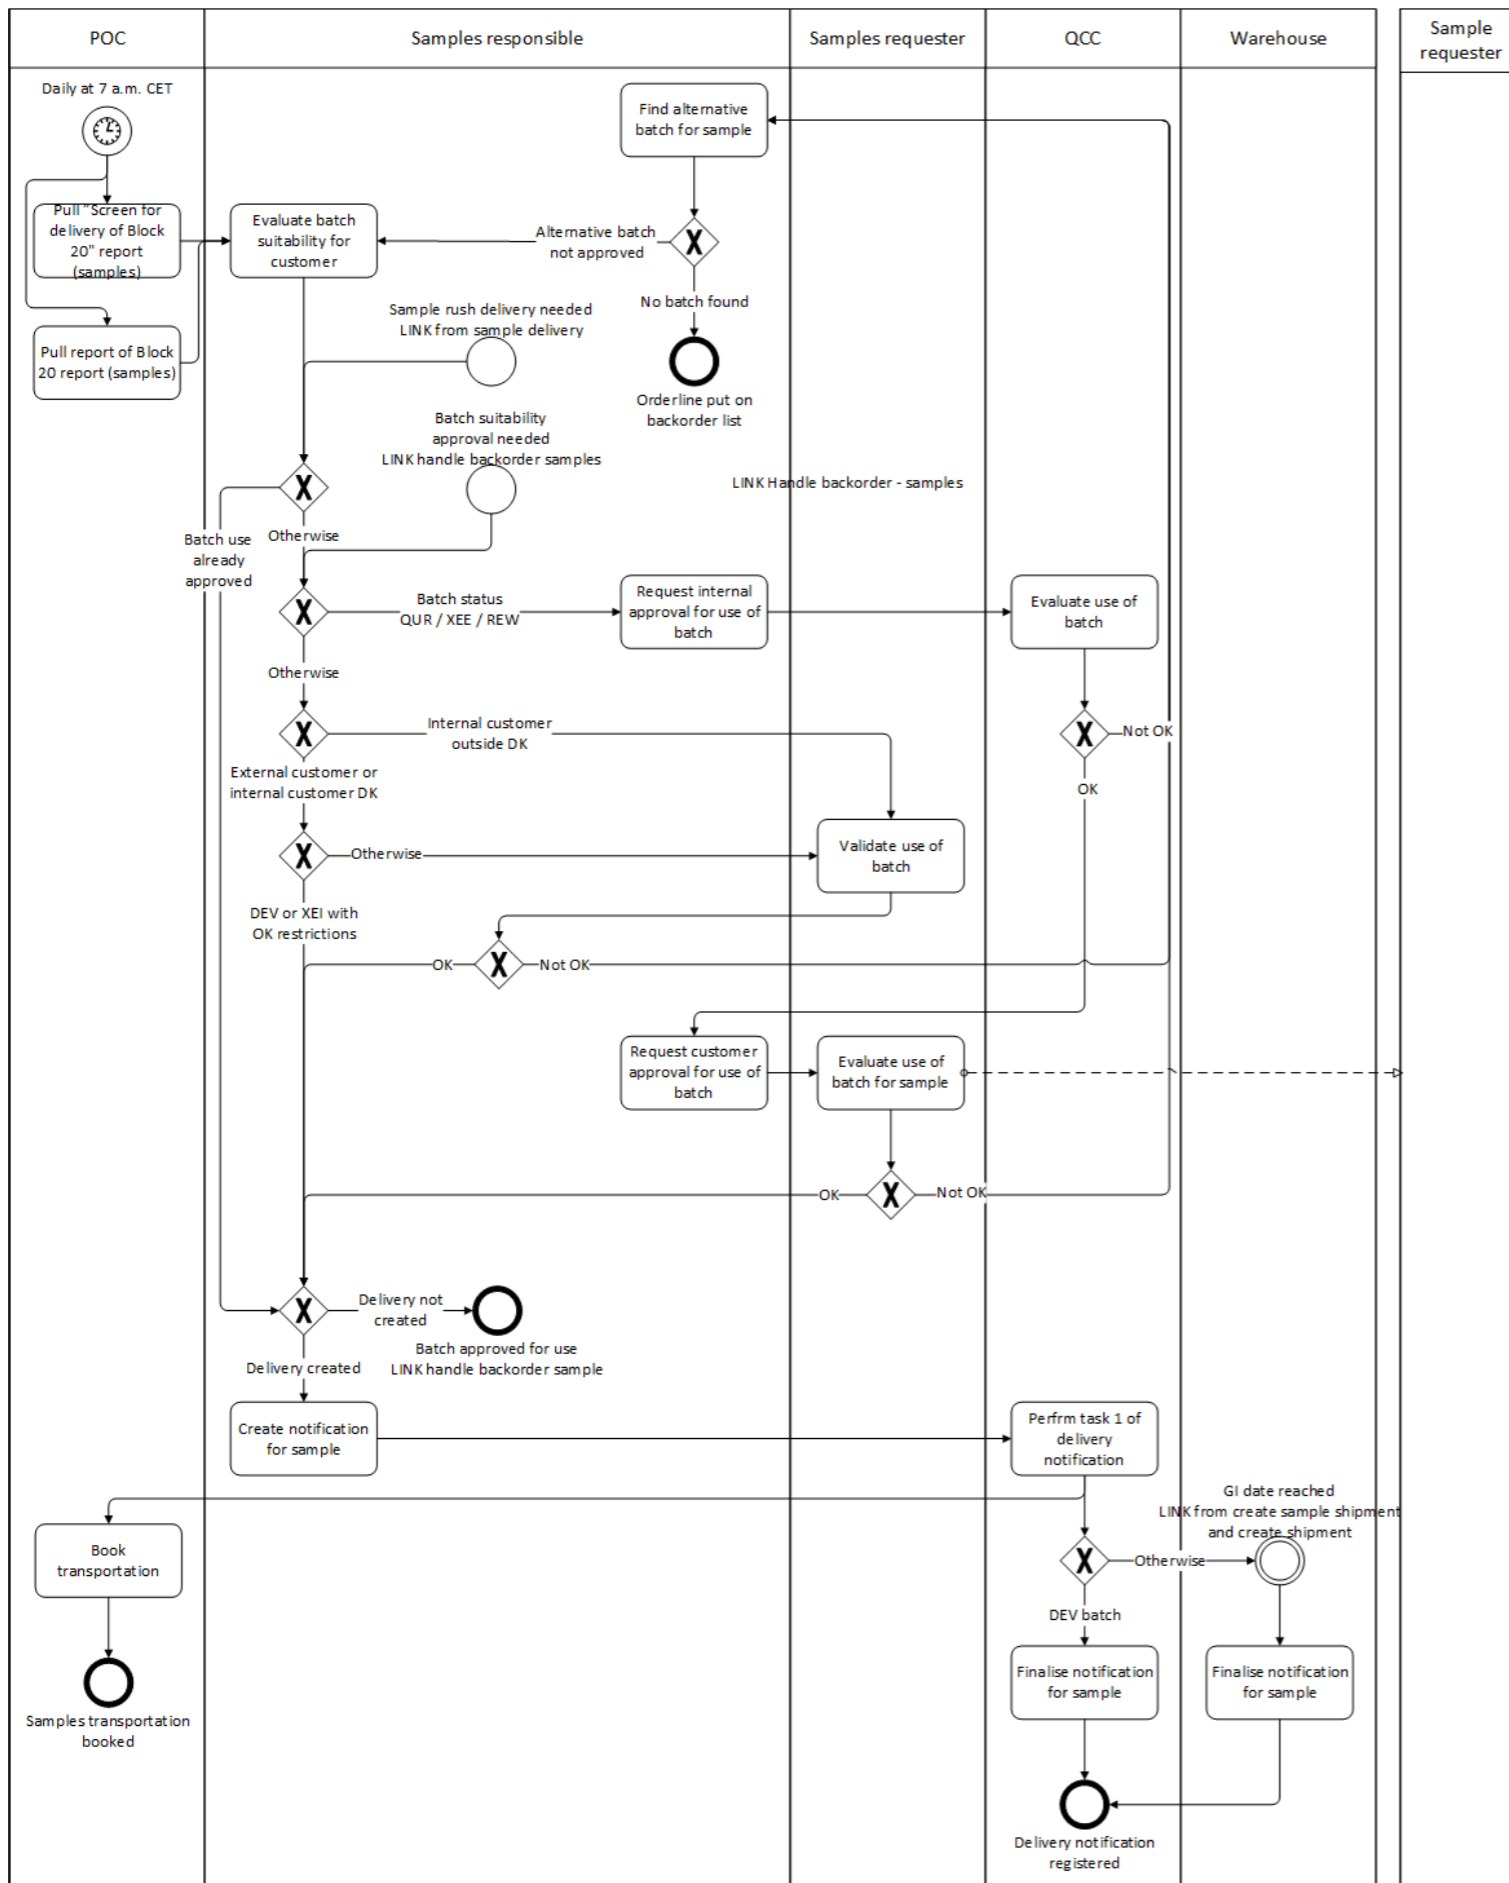 POC
Samples responsible
Samples requester
QCC
Warehouse
Sample
requester
Daily at 7 a.m. CET
Find alternative
batch for sample
Pull "Screen for
delivery of Block
20" report
(samples)
Evaluate batch
suitability for
customer
Alternative batch
not approved
X
No batch found
Sample rush delivery needed
LINK from sample delivery
Pull report of Block
20 report (samples)
Orderline put on
backorder list
Batch suitability
approval needed
LINK handle backorder samples
LINK Handle backorder - samples
X
Otherwise
Batch use
already
approved
X
Batch status
QUR / XEE / REW
Request internal
approval for use of
batch
Evaluate use of
batch
Otherwise
X
Internal customer
outside DK
X
Not OK
External customer or
internal customer DK
OK
X
Otherwise
Validate use of
batch
DEV or XEI with
OK restrictions
OK
X
Not OK
Request customer
approval for use of
batch
Evaluate use of
batch for sample
OK
X
Not OK
X
Delivery not
created
Batch approved for use
LINK handle backorder sample
Delivery created
Create notification
for sample
Perfrm task 1 of
delivery
notification
GI date reached
LINK from create sample shipment
and create shipment
Book
transportation
X
Otherwise
DEV batch
Finalise notification
for sample
Finalise notification
for sample
Samples transportation
booked
Delivery notification
registered